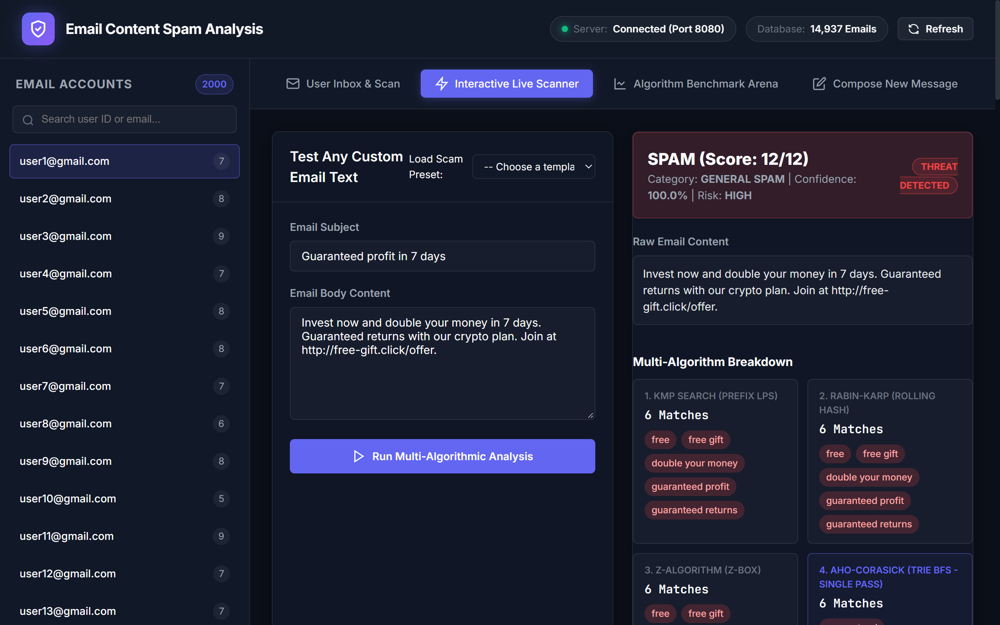 Email Content Spam Analysis
Server: Connected (Port 8080)
Database: 14,937 Emails
Refresh
EMAIL ACCOUNTS
2000
Search user ID or email...
user1@gmail.com 7
user2@gmail.com 8
user3@gmail.com 9
user4@gmail.com 7
user5@gmail.com 8
user6@gmail.com 8
user7@gmail.com 7
user8@gmail.com 6
user9@gmail.com 8
user10@gmail.com 5
user11@gmail.com 9
user12@gmail.com 7
user13@gmail.com 7
User Inbox & Scan
Interactive Live Scanner
Algorithm Benchmark Arena
Compose New Message
Test Any Custom
Email Text
Load Scam
Preset:
-- Choose a templa
Email Subject
Guaranteed profit in 7 days
Email Body Content
Invest now and double your money in 7 days.
Guaranteed returns with our crypto plan. Join at
http://free-gift.click/offer.
Run Multi-Algorithmic Analysis
SPAM (Score: 12/12)
Category: GENERAL SPAM | Confidence:
100.0% | Risk: HIGH
THREAT
DETECTED
Raw Email Content
Invest now and double your money in 7 days. Guaranteed
returns with our crypto plan. Join at http://free-
gift.click/offer.
Multi-Algorithm Breakdown
1. KMP SEARCH (PREFIX LPS)
6 Matches
free
free gift
double your money
guaranteed profit
guaranteed returns
2. RABIN-KARP (ROLLING
HASH)
6 Matches
free
free gift
double your money
guaranteed profit
guaranteed returns
3. Z-ALGORITHM (Z-BOX)
6 Matches
free
free gift
4. AHO-CORASICK (TRIE BFS -
SINGLE PASS)
6 Matches